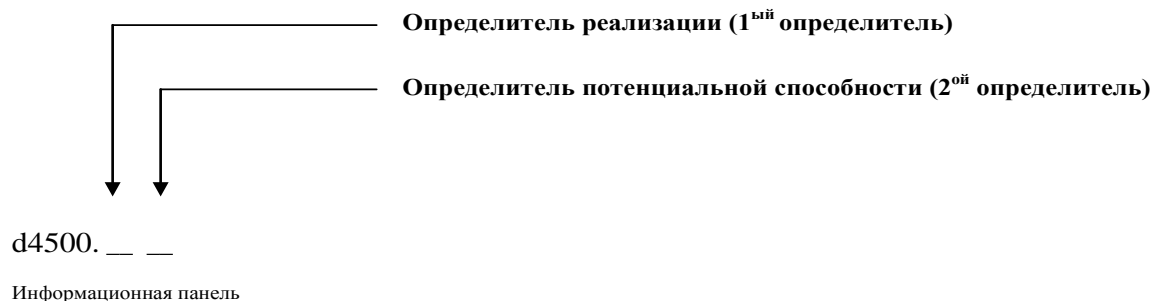 Определитель реализации (1ый определитель)
Определитель потенциальной способности (2ой определитель)
d4500. __ __
Информационная панель